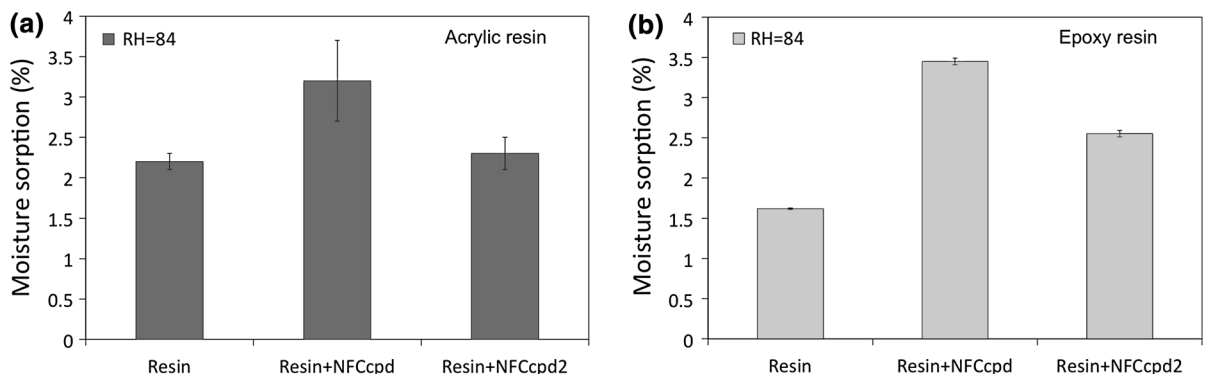 (a)
Moisture sorption (%)
4
3.5
3
2.5
2
1.5
1
0.5
0
RH=84
Acrylic resin
Resin
Resin+NFCcpd
Resin+NFCcpd2
(b)
Moisture sorption (%)
4
3.5
3
2.5
2
1.5
1
0.5
0
RH=84
Epoxy resin
Resin
Resin+NFCcpd
Resin+NFCcpd2